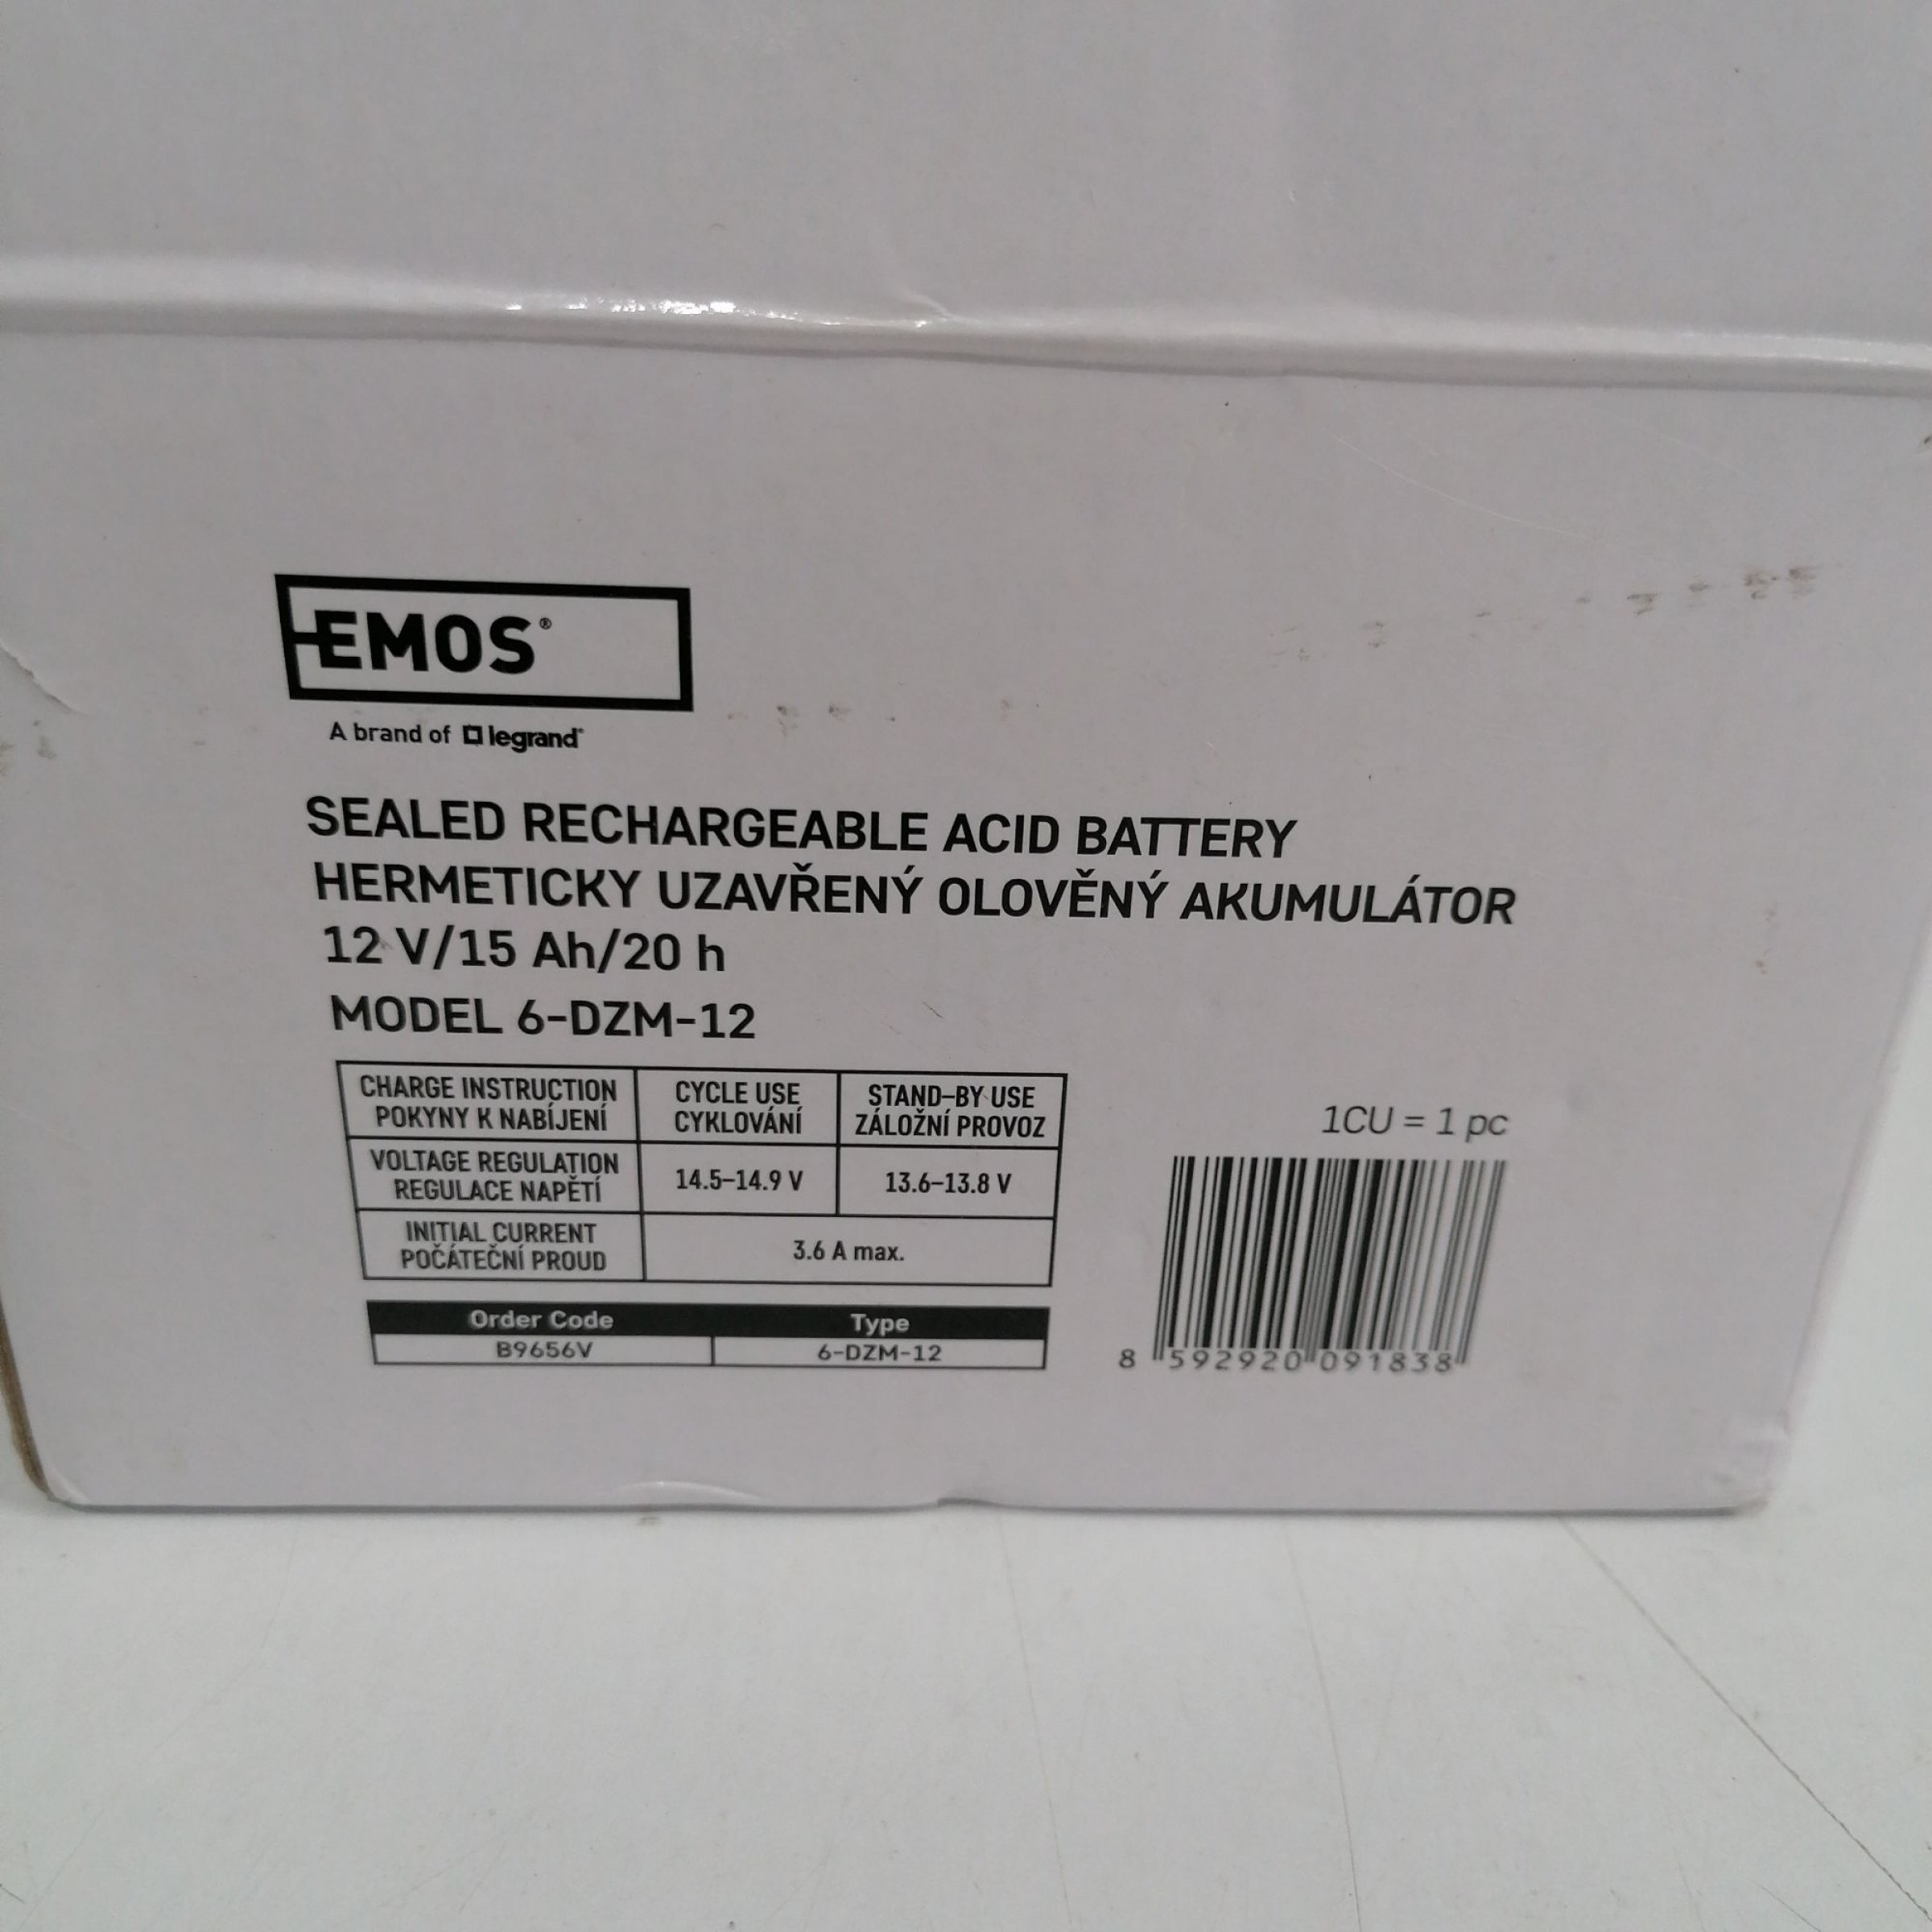 EMOS®
A brand of legrand®
SEALED RECHARGEABLE ACID BATTERY
HERMETICKY UZAVŘENÝ OLOVĚNÝ AKUMULÁTOR
12 V/15 Ah/20 h
MODEL 6-DZM-12
CHARGE INSTRUCTION
POKYNY K NABÍJENÍ
CYCLE USE
CYKLOVÁNÍ
STAND-BY USE
ZÁLOŽNÍ PROVOZ
VOLTAGE REGULATION
REGULACE NAPĚTÍ
14.5–14.9 V
13.6–13.8 V
INITIAL CURRENT
POČÁTEČNÍ PROUD
3.6 A max.
Order Code
Type
B9656V
6-DZM-12
1CU = 1 pc
8 592920 091838